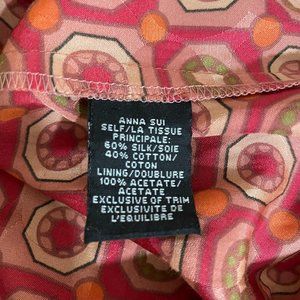 ANNA SUI
SELF/LA TISSUE
PRINCIPALE:
60% SILK/SOIE
40% COTTON/
COTON
LINING/DOUBLURE
100% ACETATE/
ACETATE
EXCLUSIVE OF TRIM
EXCLUSIVITE DE
L'EQUILIBRE